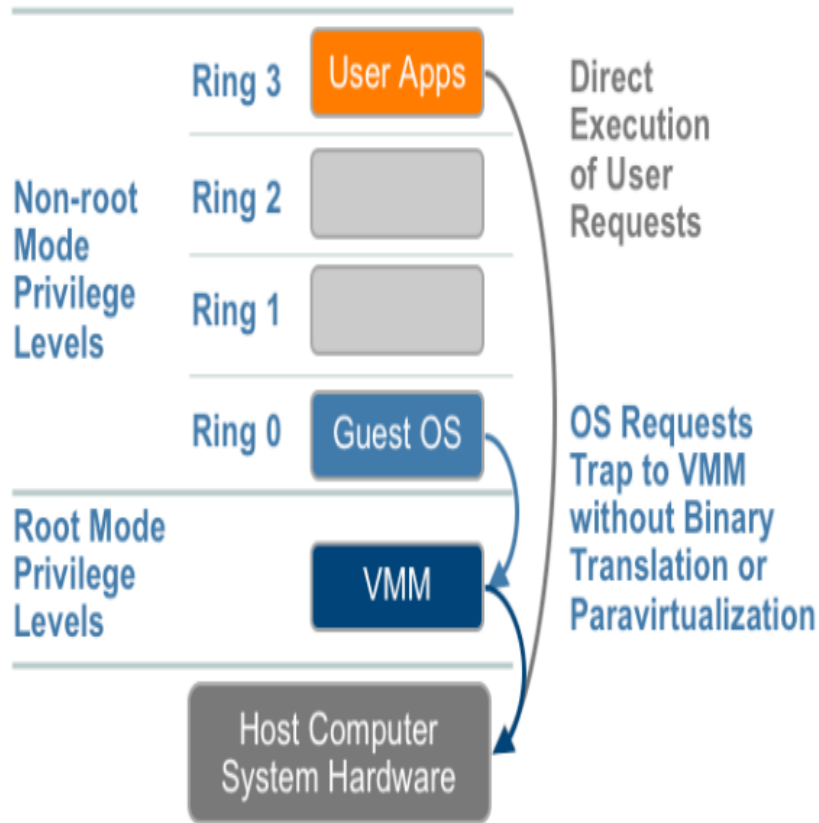 Ring 3
User Apps
Direct
Execution
of User
Requests
Non-root
Mode
Privilege
Levels
Ring 2
Ring 1
Ring 0
Guest OS
OS Requests
Trap to VMM
without Binary
Translation or
Paravirtualization
Root Mode
Privilege
Levels
VMM
Host Computer
System Hardware